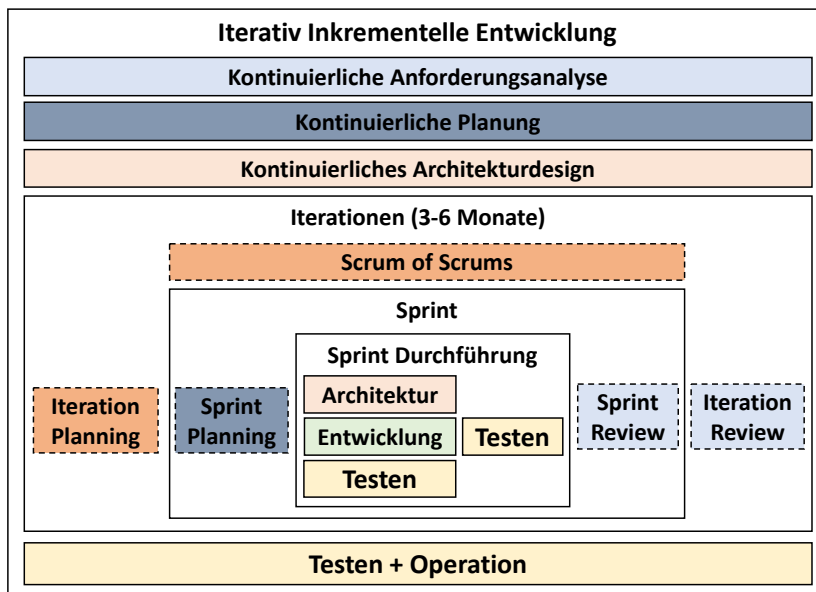 Iterativ Inkrementelle Entwicklung
Kontinuierliche Anforderungsanalyse
Kontinuierliche Planung
Kontinuierliches Architekturdesign
Iterationen (3-6 Monate)
Scrum of Scrums
Sprint
Sprint Durchführung
Iteration
Planning
Sprint
Planning
Architektur
Entwicklung
Testen
Testen
Sprint
Review
Iteration
Review
Testen + Operation